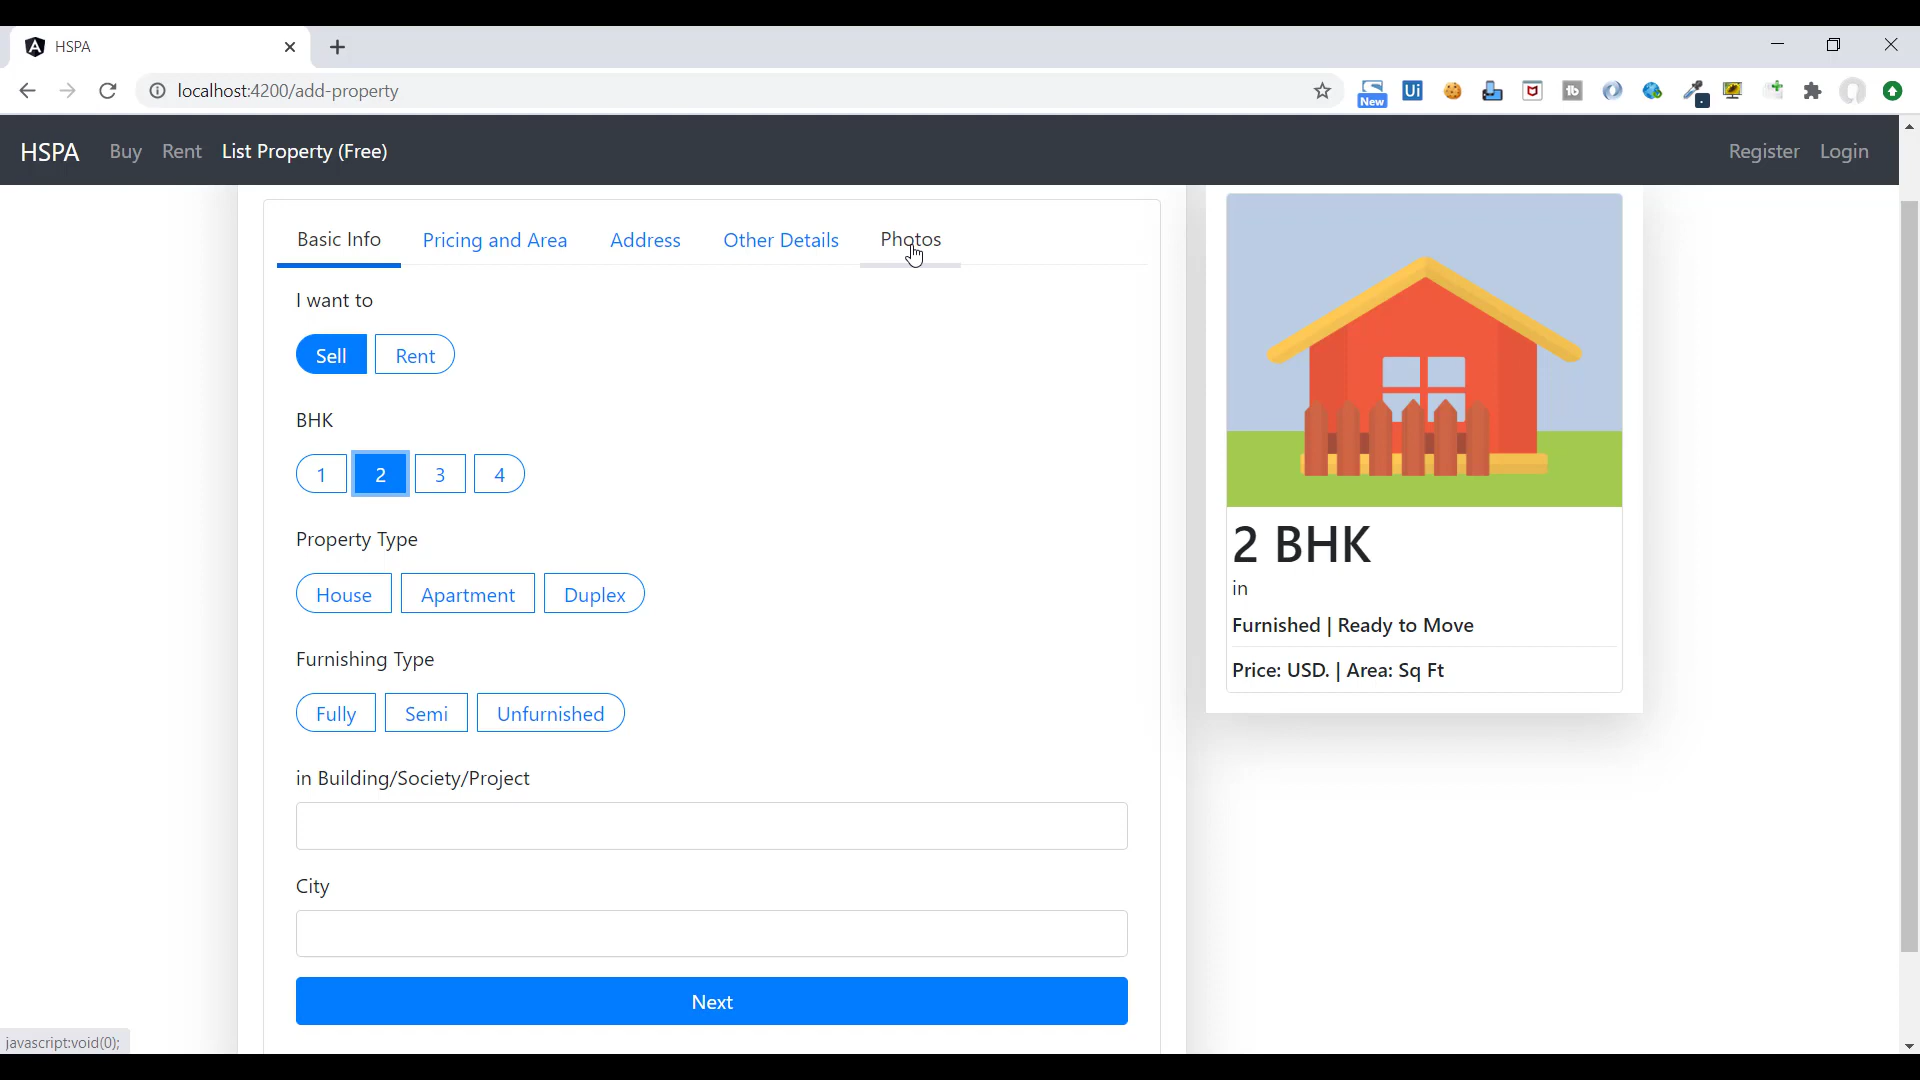 HSPA
localhost:4200/add-property
New
Ui
HSPA Buy Rent List Property (Free) Register Login
Basic Info Pricing and Area Address Other Details Photos
I want to
Sell Rent
BHK
1 2 3 4
Property Type
House Apartment Duplex
Furnishing Type
Fully Semi Unfurnished
in Building/Society/Project
City
Next
2 BHK
in
Furnished | Ready to Move
Price: USD. | Area: Sq Ft
javascript:void(0);